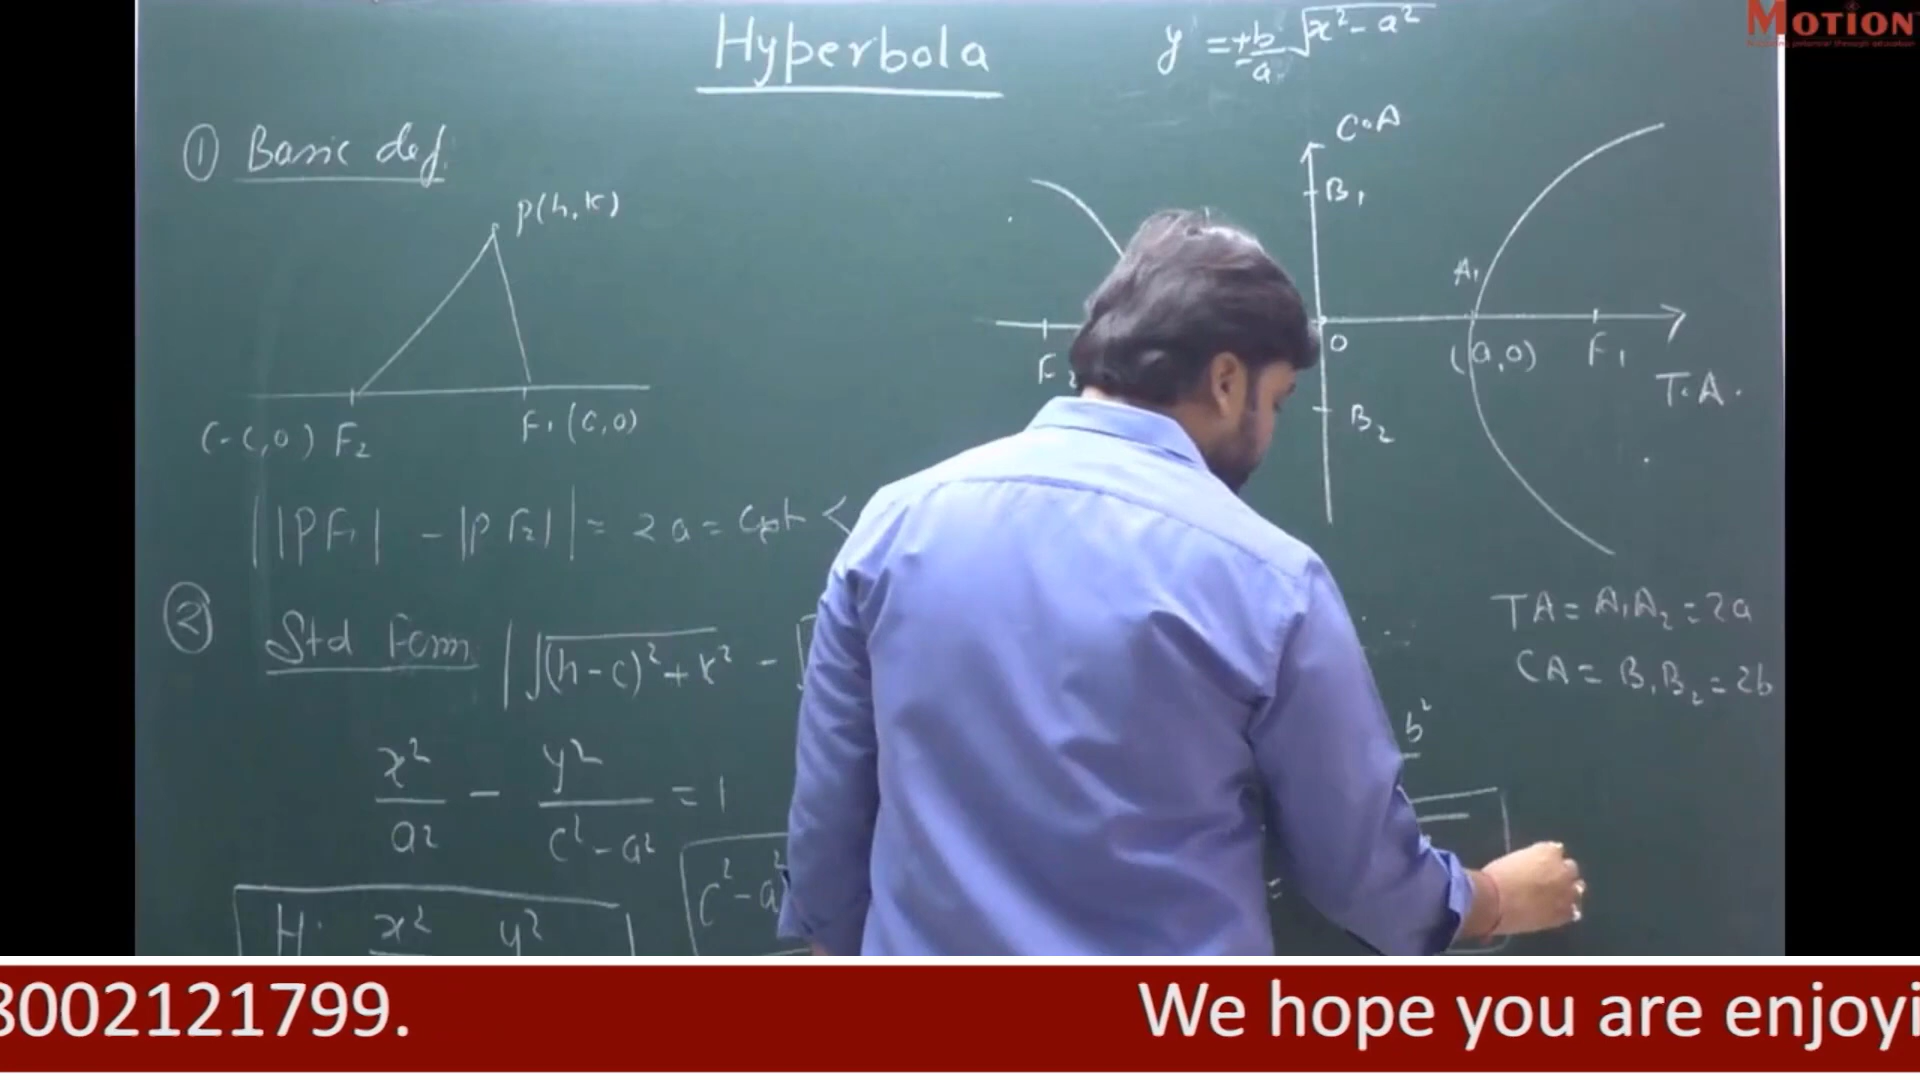 Hyperbola
y = ±b/a √x² - a²
MOTION
① Basic def.
P(h, k)
(-c, 0) F₂
F₁ (c, 0)
||PF₁| - |PF₂|| = 2a = <
② Std Form |√(h-c)² + k² - √
x²/a² - y²/c²-a² = 1
c² - a²
H: x² y²
C.A
B₁
A₁
F₂
O
(a, 0)
F₁
T.A.
B₂
TA = A₁A₂ = 2a
CA = B₁B₂ = 2b
b²
=
8002121799.
We hope you are enjoyi